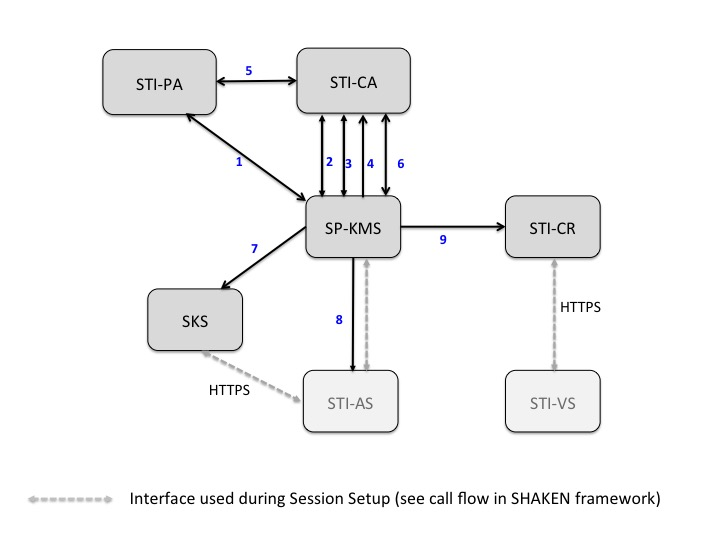 5
STI-PA
STI-CA
1
2
3
4
6
SP-KMS
STI-CR
9
7
HTTPS
SKS
8
HTTPS
STI-AS
STI-VS
Interface used during Session Setup (see call flow in SHAKEN framework)